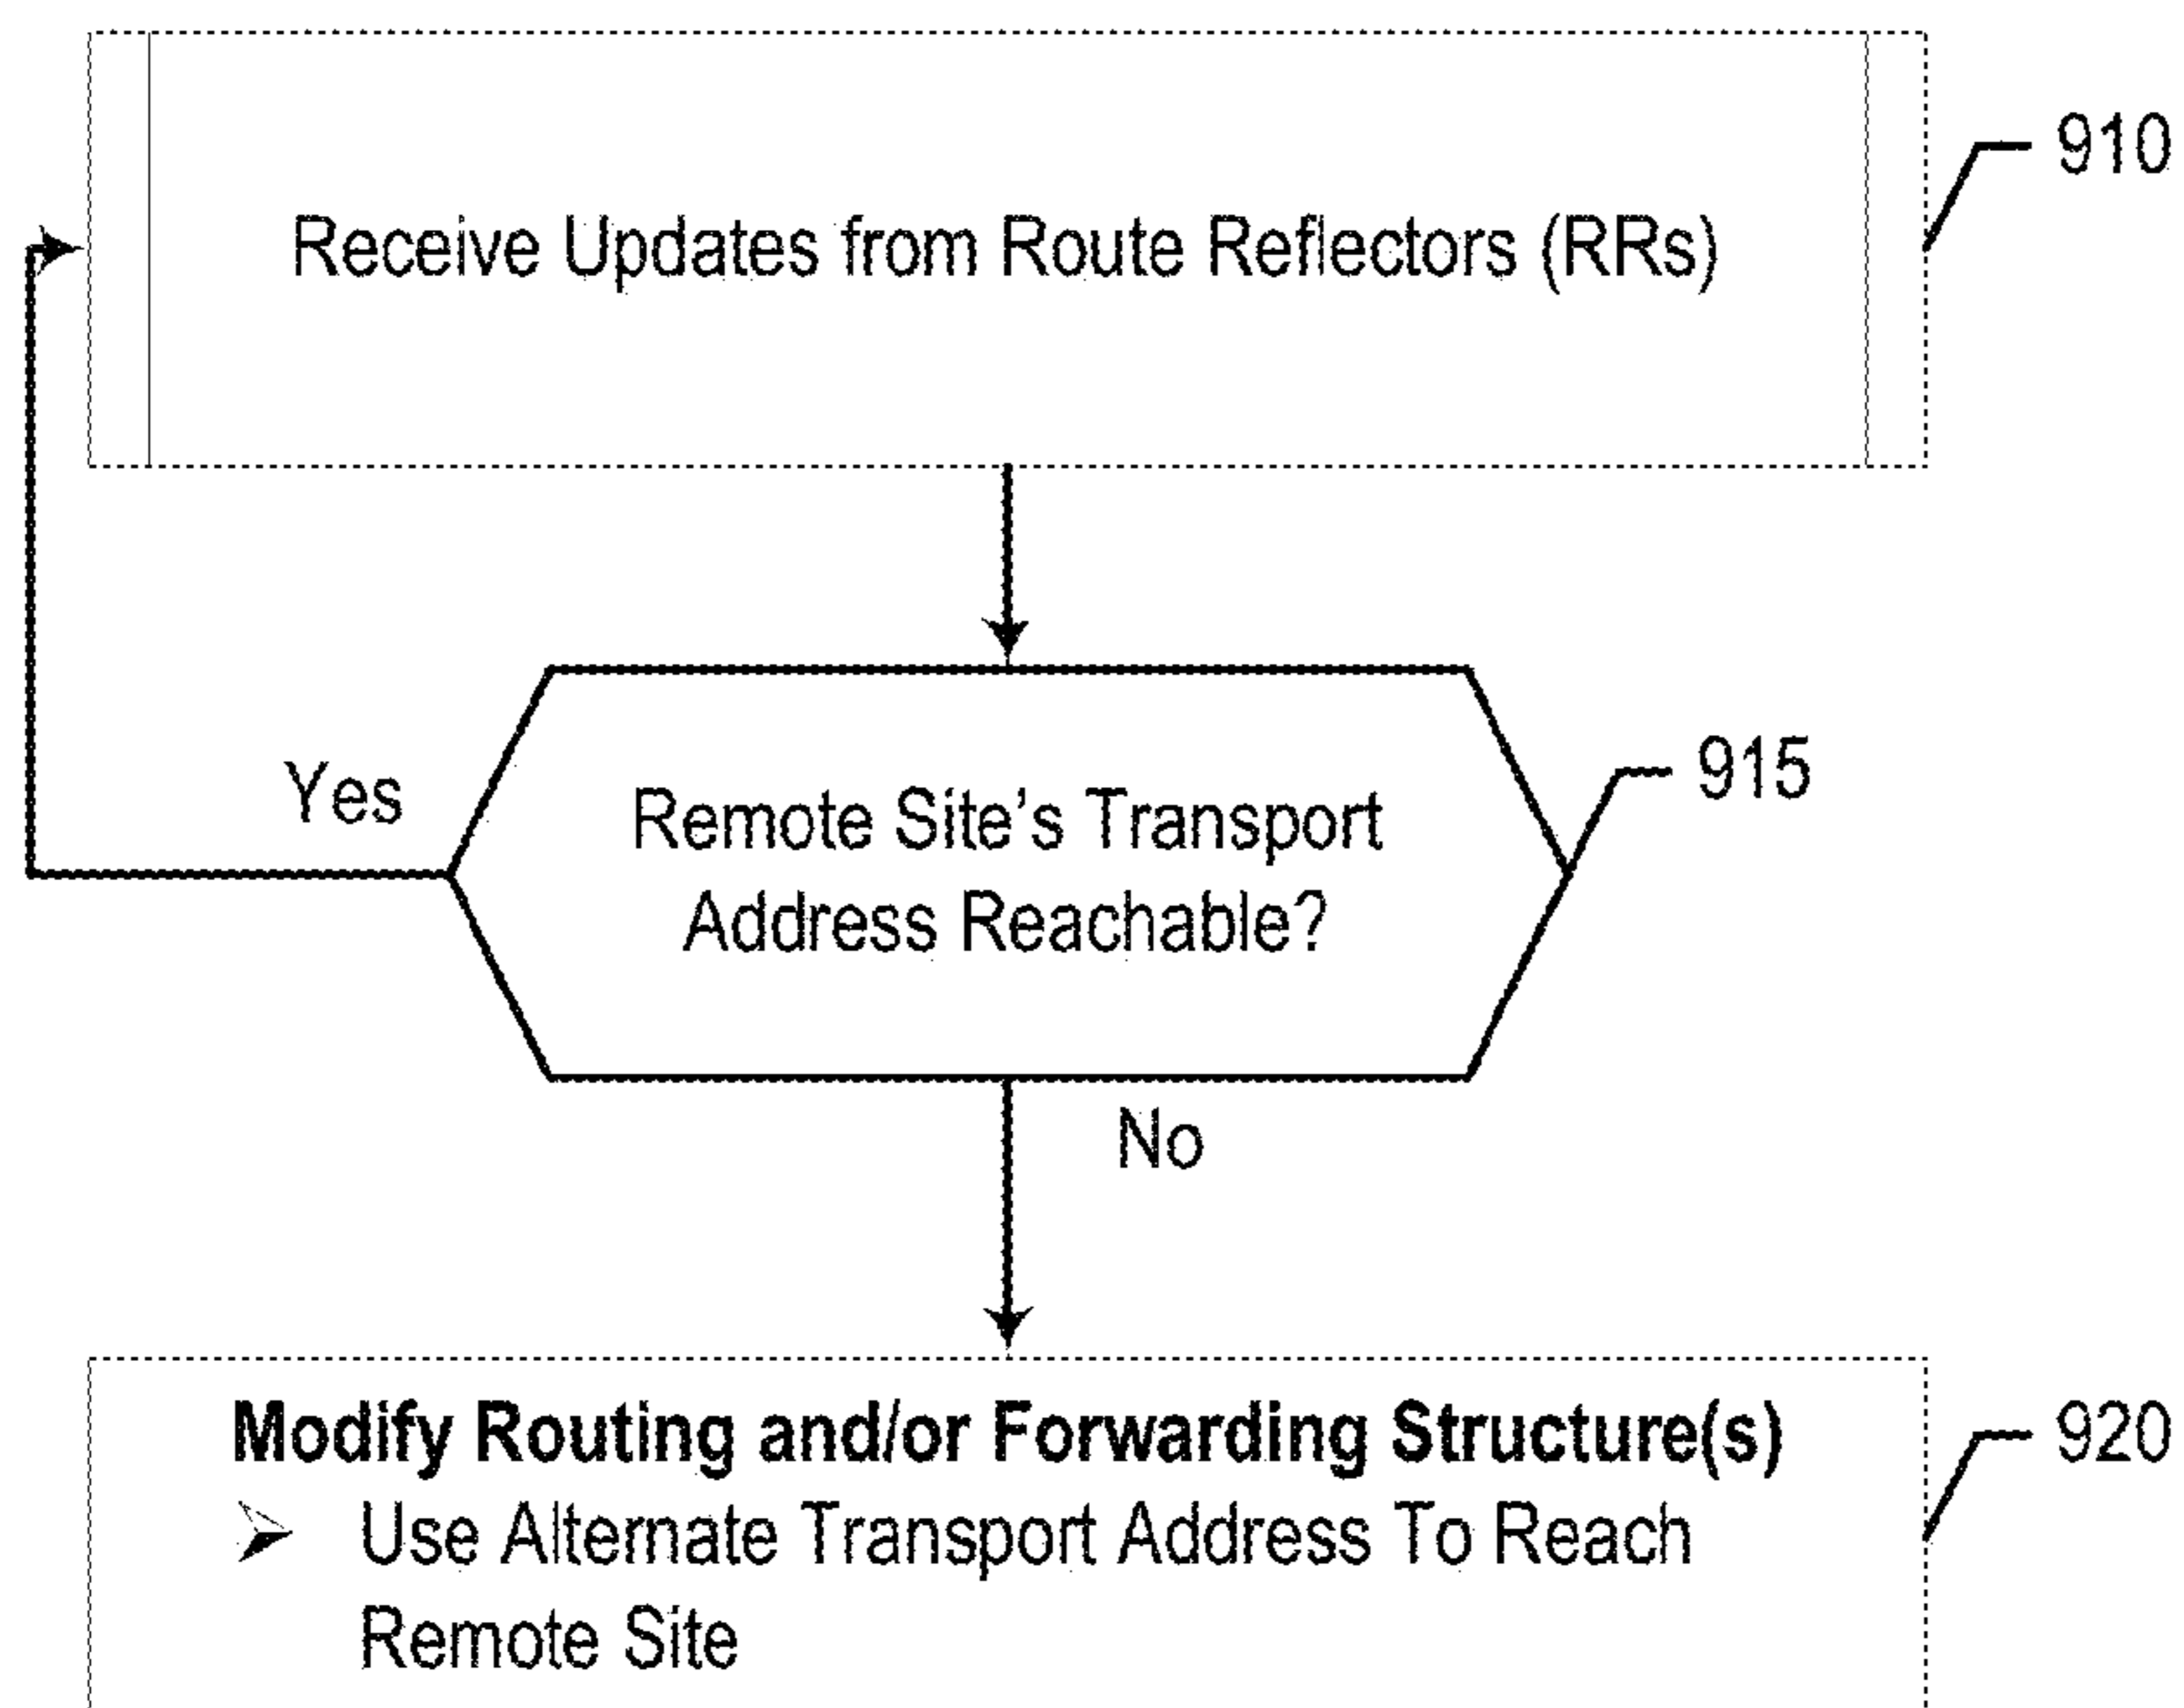 910
Receive Updates from Route Reflectors (RRs)
915
Yes
Remote Site's Transport
Address Reachable?
No
Modify Routing and/or Forwarding Structure(s)
920
➢ Use Alternate Transport Address To Reach
Remote Site